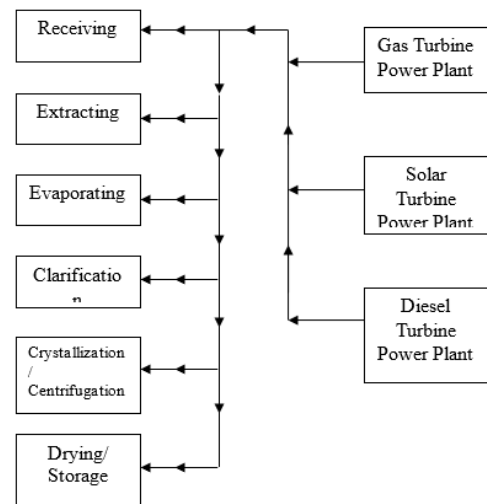 Receiving
Extracting
Evaporating
Clarificatio
n
Crystallization
/
Centrifugation
Drying/
Storage
Gas Turbine
Power Plant
Solar
Turbine
Power Plant
Diesel
Turbine
Power Plant